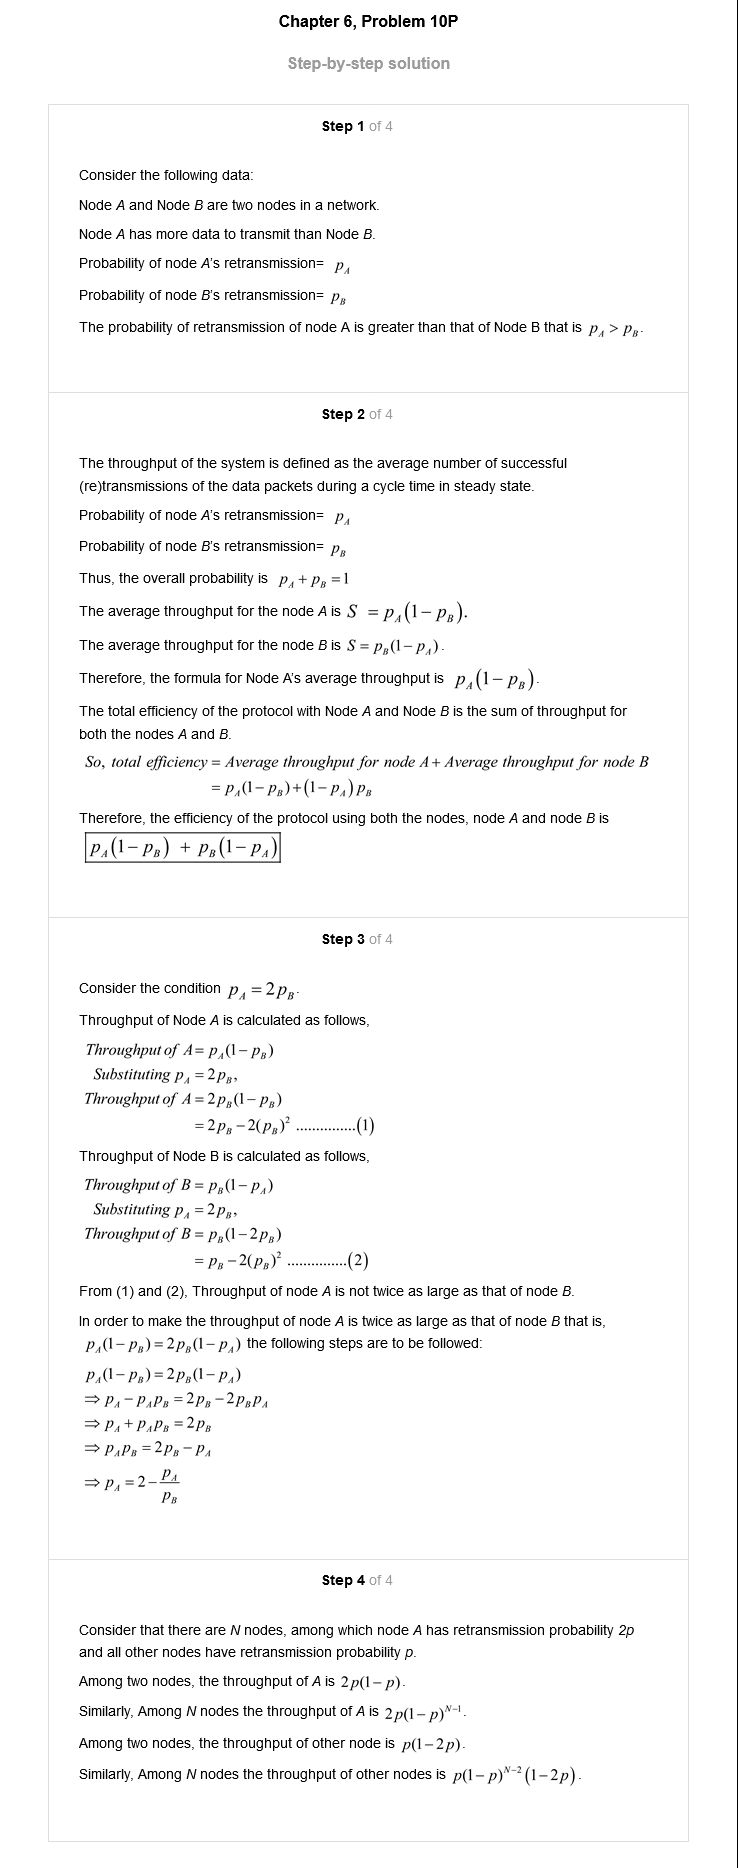 Chapter 6, Problem 10P
Step-by-step solution
Step 1 of 4
Consider the following data:
Node A and Node B are two nodes in a network.
Node A has more data to transmit than Node B.
Probability of node A's retransmission= p_A
Probability of node B's retransmission= p_B
The probability of retransmission of node A is greater than that of Node B that is p_A > p_B.
Step 2 of 4
The throughput of the system is defined as the average number of successful
(re)transmissions of the data packets during a cycle time in steady state.
Probability of node A's retransmission= p_A
Probability of node B's retransmission= p_B
Thus, the overall probability is p_A + p_B = 1
The average throughput for the node A is S = p_A(1 − p_B).
The average throughput for the node B is S = p_B(1 − p_A).
Therefore, the formula for Node A's average throughput is p_A(1 − p_B).
The total efficiency of the protocol with Node A and Node B is the sum of throughput for
both the nodes A and B.
So, total efficiency = Average throughput for node A + Average throughput for node B
= p_A(1 − p_B) + (1 − p_A)p_B
Therefore, the efficiency of the protocol using both the nodes, node A and node B is
p_A(1 − p_B) + p_B(1 − p_A)
Step 3 of 4
Consider the condition p_A = 2p_B.
Throughput of Node A is calculated as follows,
Throughput of A = p_A(1 − p_B)
Substituting p_A = 2p_B,
Throughput of A = 2p_B(1 − p_B)
= 2p_B − 2(p_B)² ...............(1)
Throughput of Node B is calculated as follows,
Throughput of B = p_B(1 − p_A)
Substituting p_A = 2p_B,
Throughput of B = p_B(1 − 2p_B)
= p_B − 2(p_B)² ...............(2)
From (1) and (2), Throughput of node A is not twice as large as that of node B.
In order to make the throughput of node A is twice as large as that of node B that is,
p_A(1 − p_B) = 2p_B(1 − p_A) the following steps are to be followed:
p_A(1 − p_B) = 2p_B(1 − p_A)
⇒ p_A − p_A p_B = 2p_B − 2p_B p_A
⇒ p_A + p_A p_B = 2p_B
⇒ p_A p_B = 2p_B − p_A
⇒ p_A = 2 − p_A/p_B
Step 4 of 4
Consider that there are N nodes, among which node A has retransmission probability 2p
and all other nodes have retransmission probability p.
Among two nodes, the throughput of A is 2p(1 − p).
Similarly, Among N nodes the throughput of A is 2p(1 − p)^(N−1).
Among two nodes, the throughput of other node is p(1 − 2p).
Similarly, Among N nodes the throughput of other nodes is p(1 − p)^(N−2)(1 − 2p).